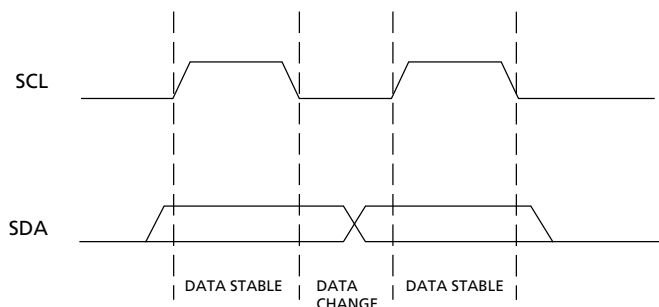 SCL
SDA
DATA STABLE
DATA
CHANGE
DATA STABLE